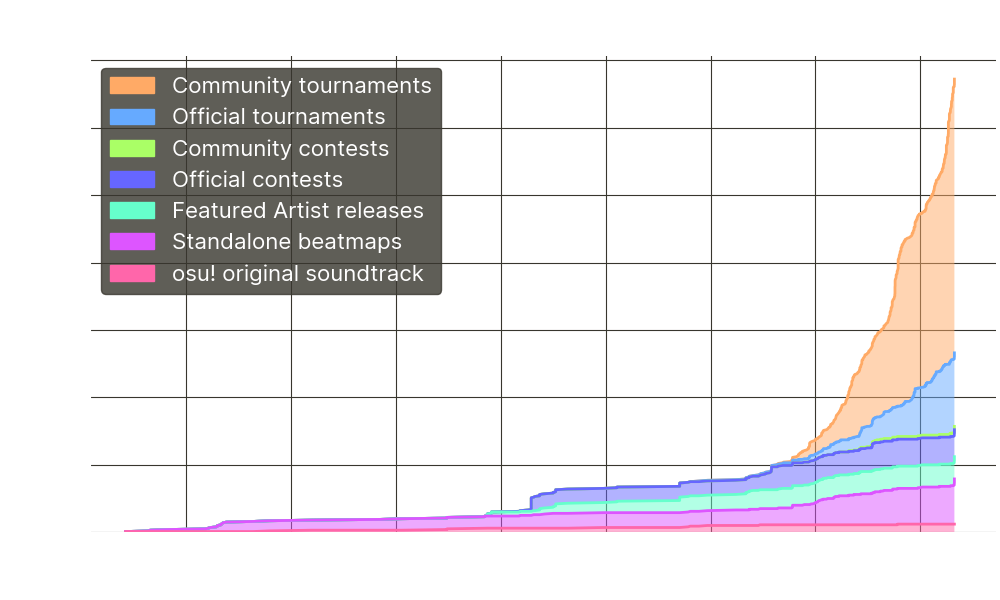 Community tournaments
Official tournaments
Community contests
Official contests
Featured Artist releases
Standalone beatmaps
osu! original soundtrack